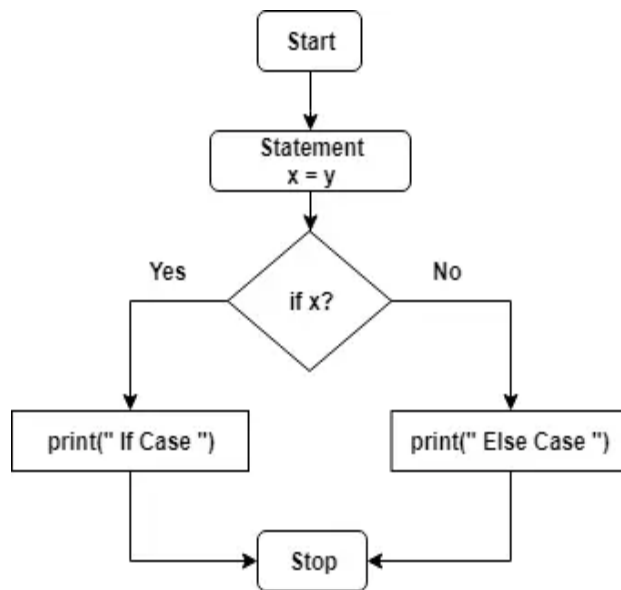 Start
Statement
x = y
Yes
No
if x?
print(" If Case ")
print(" Else Case ")
Stop